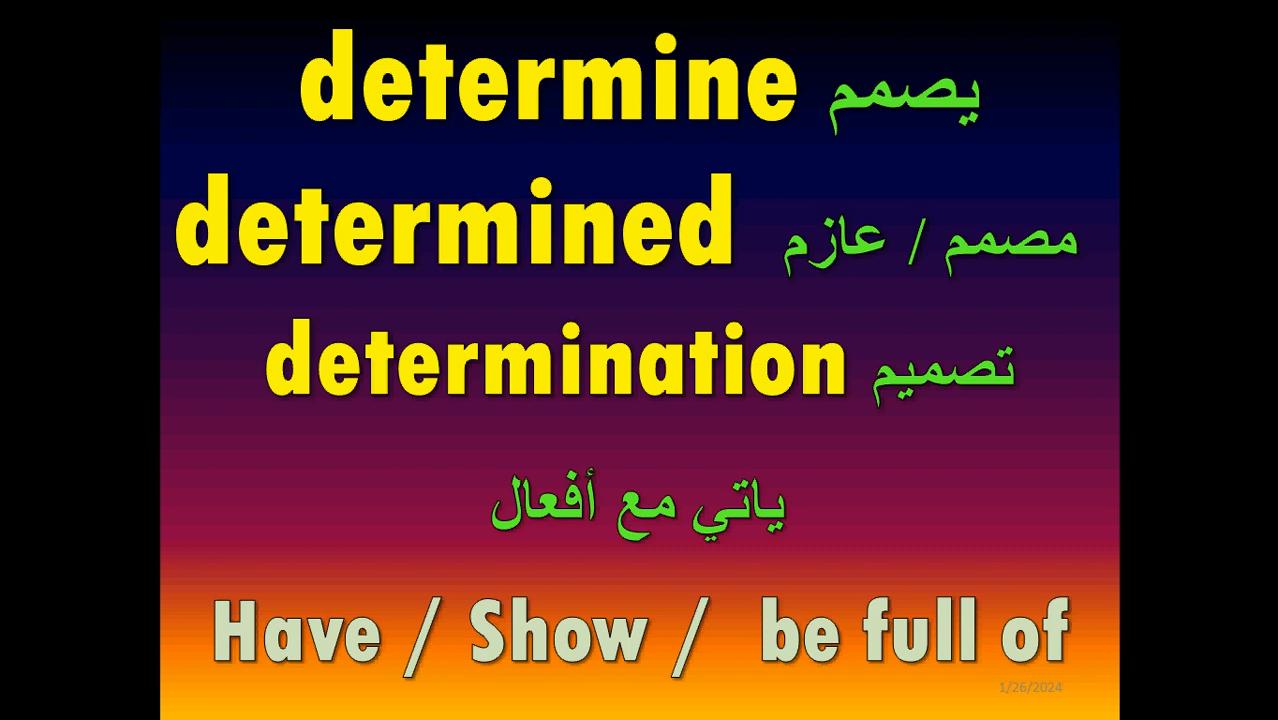 determine يصمم
determined مصمم / عازم
determination تصميم
ياتي مع أفعال
Have / Show / be full of
1/26/2024